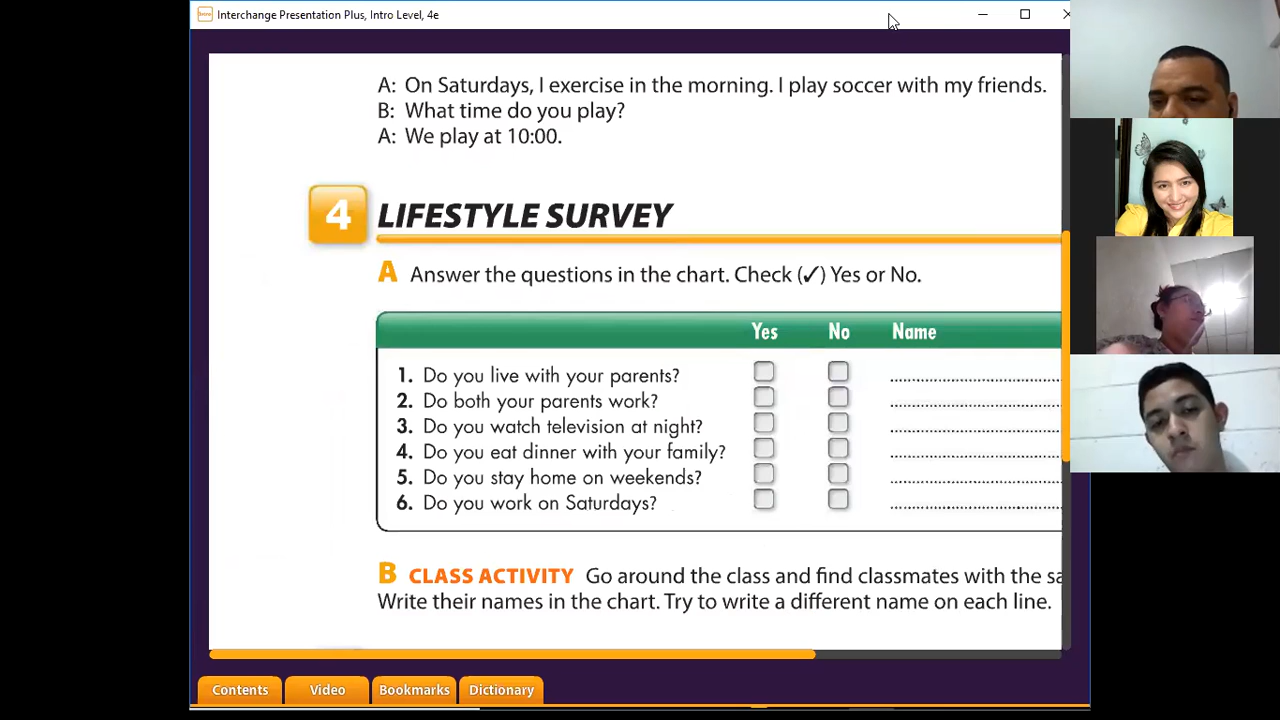 Interchange Presentation Plus, Intro Level, 4e
A: On Saturdays, I exercise in the morning. I play soccer with my friends.
B: What time do you play?
A: We play at 10:00.
4 LIFESTYLE SURVEY
A Answer the questions in the chart. Check (✓) Yes or No.
Yes No Name
1. Do you live with your parents?
2. Do both your parents work?
3. Do you watch television at night?
4. Do you eat dinner with your family?
5. Do you stay home on weekends?
6. Do you work on Saturdays?
B CLASS ACTIVITY Go around the class and find classmates with the sa
Write their names in the chart. Try to write a different name on each line.
Contents Video Bookmarks Dictionary